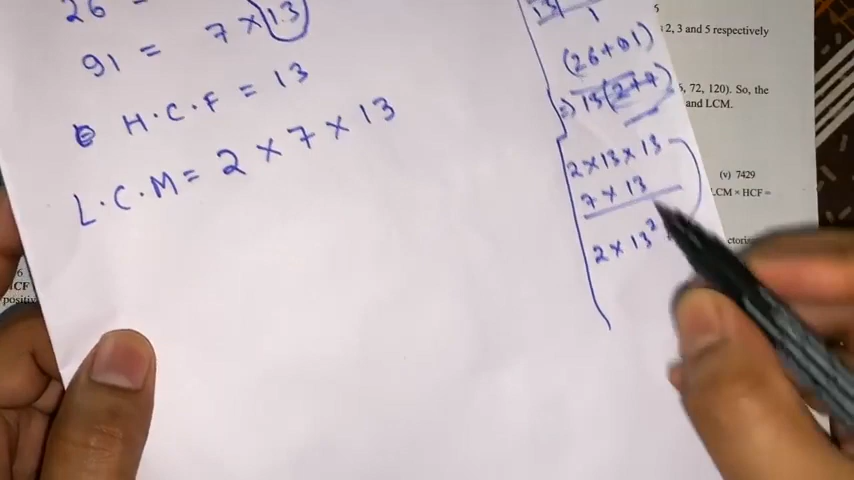 26 =
91 = 7 × 13
H.C.F = 13
L.C.M = 2 × 7 × 13
13
1
(26+91)
⇒ 13(2+7)
2×13×13
7×13
2×13²
2, 3 and 5 respectively
72, 120). So, the
and LCM.
(v) 7429
LCM × HCF =